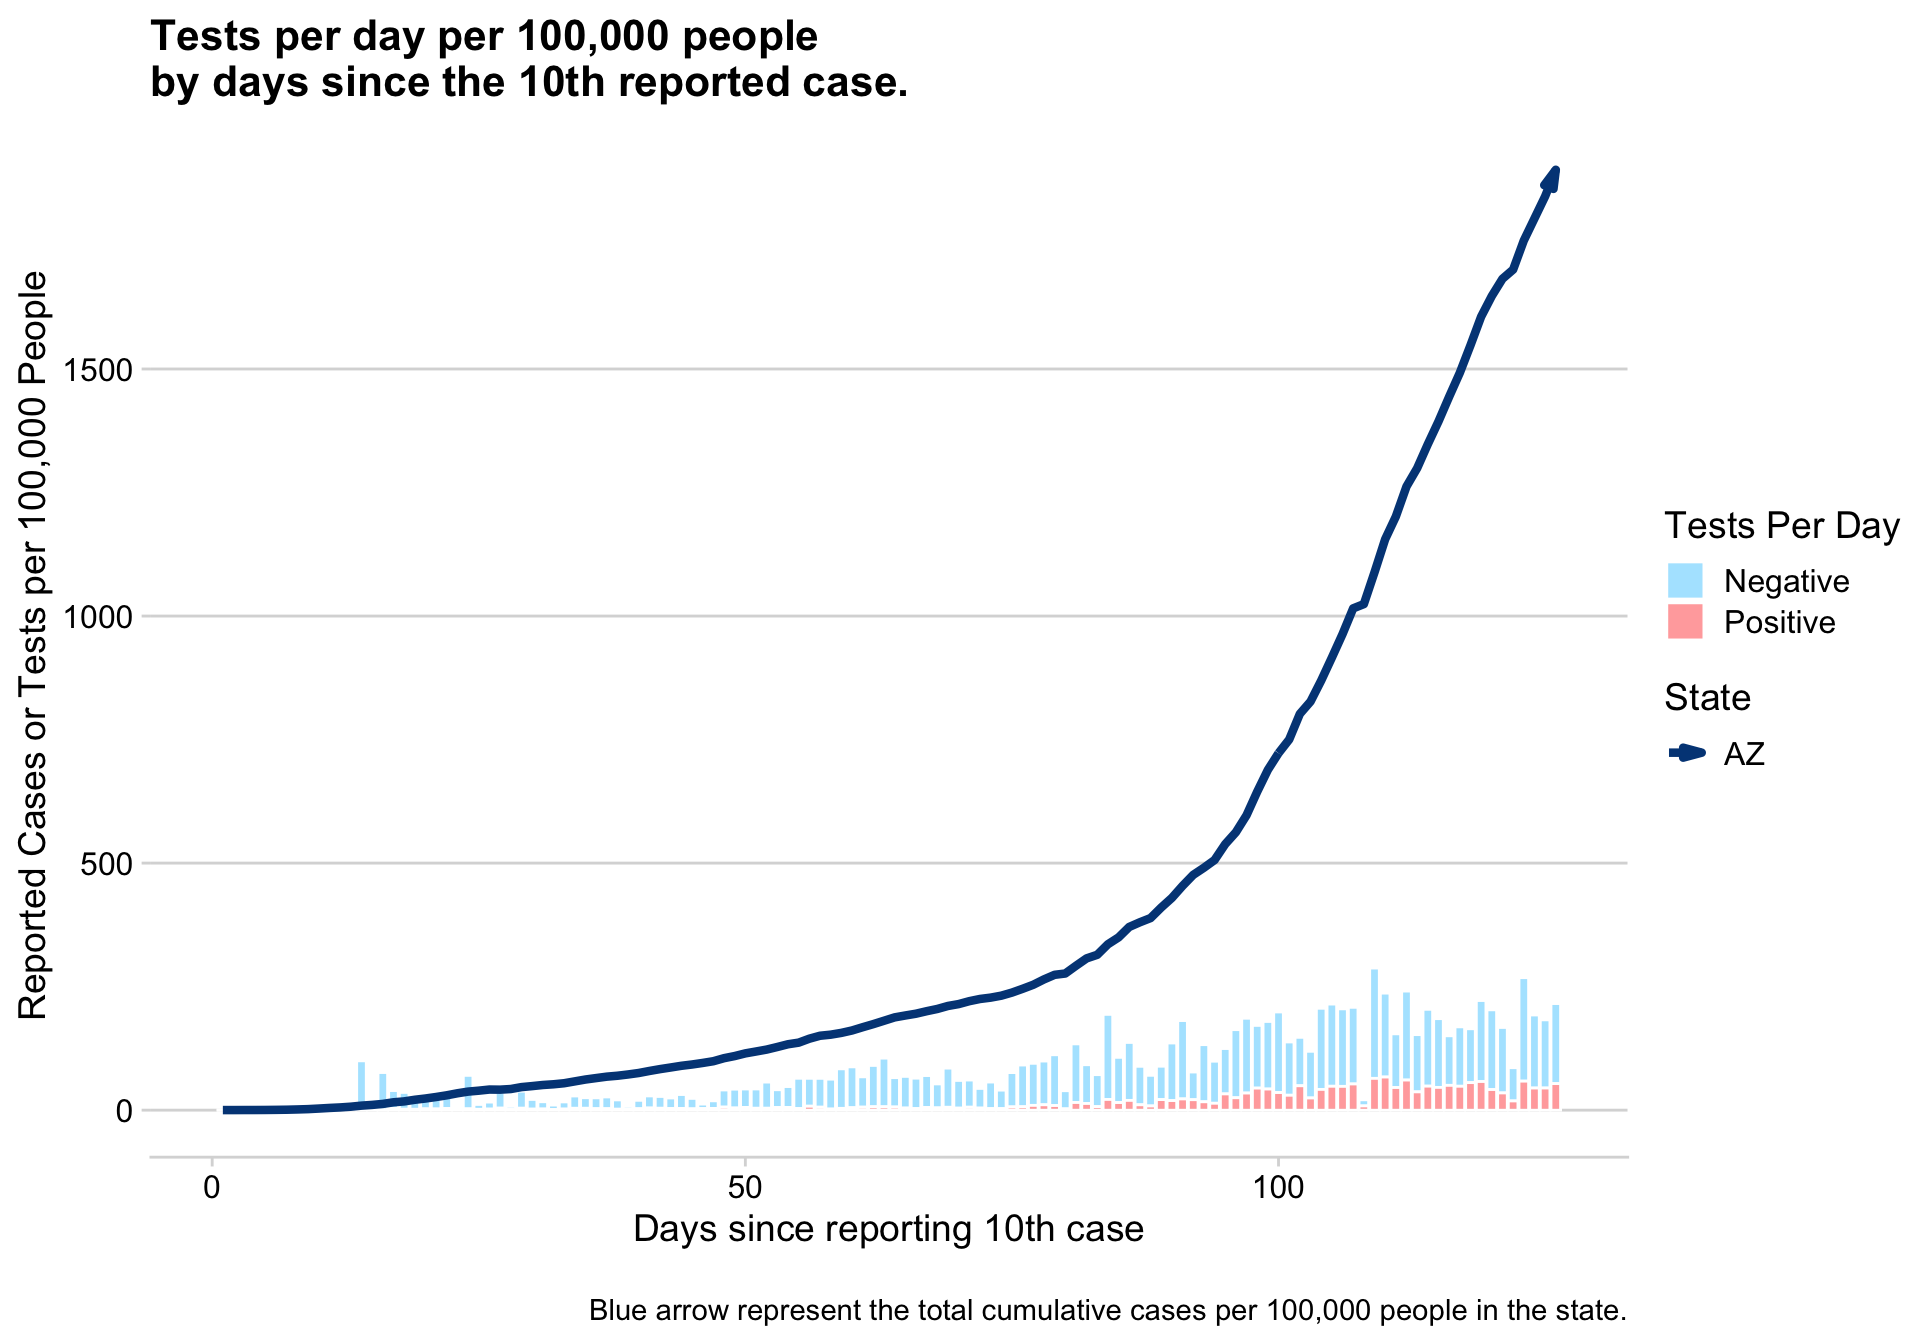 Tests per day per 100,000 people
by days since the 10th reported case.
Reported Cases or Tests per 100,000 People
1500
1000
500
0
0
50
100
Days since reporting 10th case
Tests Per Day
Negative
Positive
State
AZ
Blue arrow represent the total cumulative cases per 100,000 people in the state.